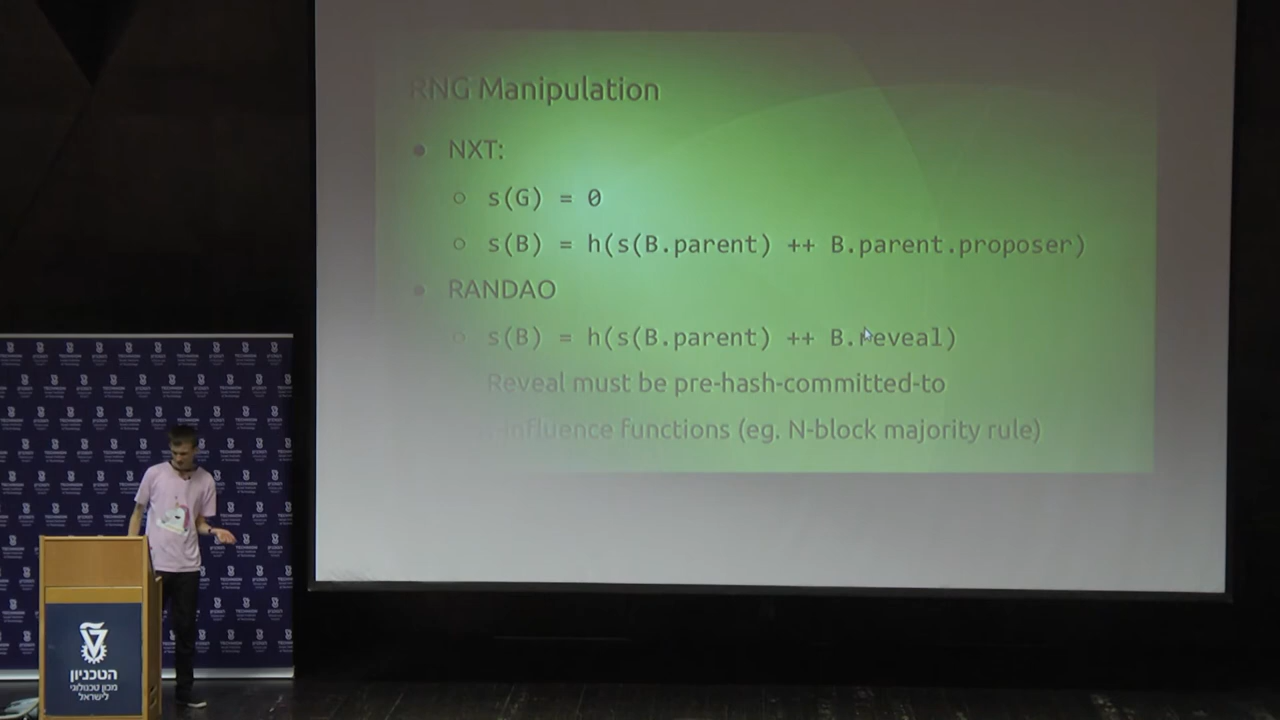 RNG Manipulation
NXT:
s(G) = 0
s(B) = h(s(B.parent) ++ B.parent.proposer)
RANDAO
s(B) = h(s(B.parent) ++ B.reveal)
Reveal must be pre-hash-committed-to
-influence functions (eg. N-block majority rule)
הטכניון
מכון טכנולוגי
לישראל
TECHNION